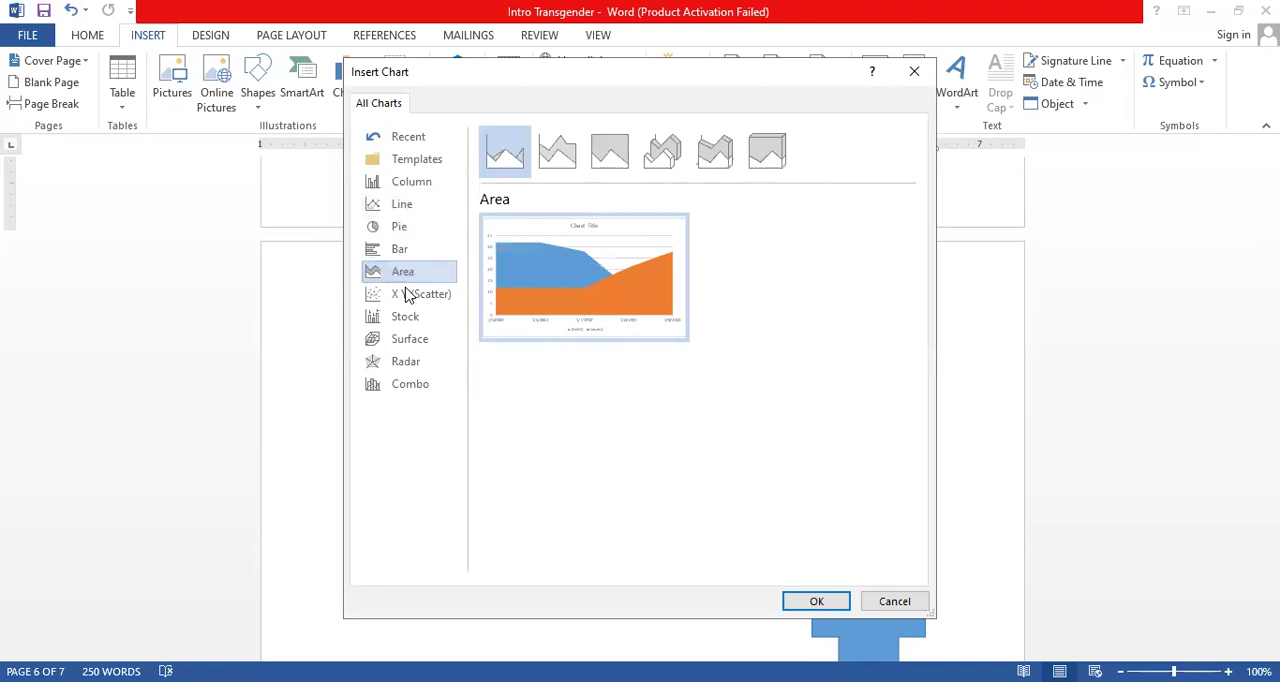 Intro Transgender - Word (Product Activation Failed)
?
FILE HOME INSERT DESIGN PAGE LAYOUT REFERENCES MAILINGS REVIEW VIEW Sign in
Cover Page
Blank Page
Page Break
Pages
Table
Tables
Pictures
Online Pictures
Shapes
SmartArt
Illustrations
WordArt
Drop Cap
Signature Line
Date & Time
Object
Text
Equation
Symbol
Symbols
1
7
Insert Chart
?
All Charts
Recent
Templates
Column
Line
Pie
Bar
Area
X Y (Scatter)
Stock
Surface
Radar
Combo
Area
Chart Title
OK
Cancel
PAGE 6 OF 7 250 WORDS
100%